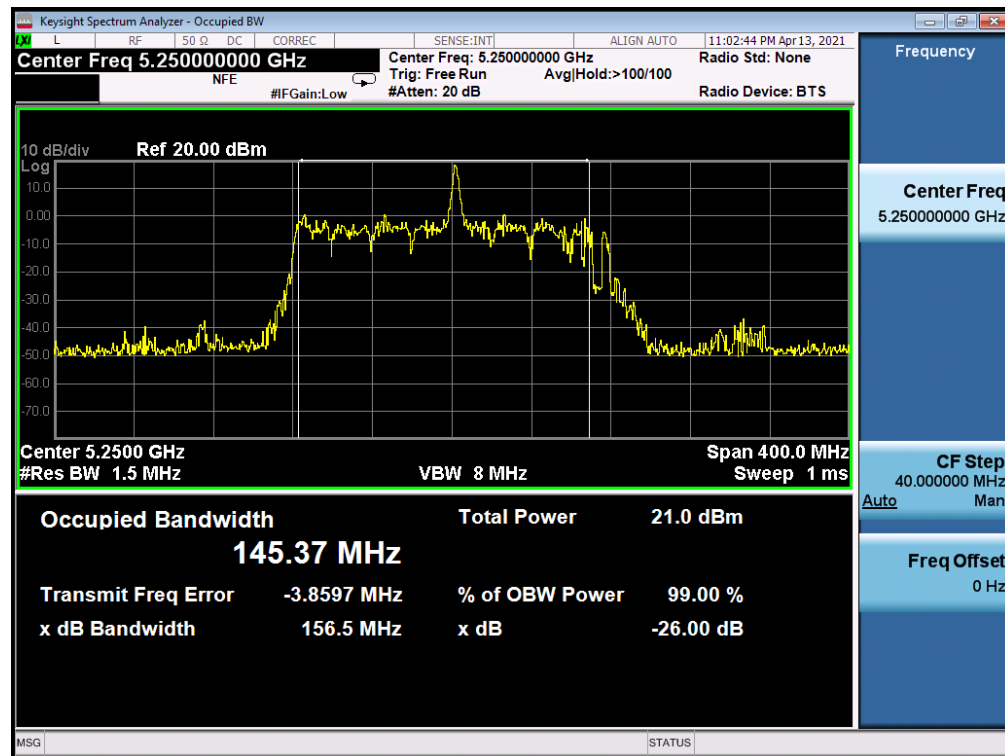 Keysight Spectrum Analyzer - Occupied BW
LXI L RF 50 Ω DC CORREC SENSE:INT ALIGN AUTO 11:02:44 PM Apr 13, 2021
Center Freq 5.250000000 GHz
NFE
#IFGain:Low
Center Freq: 5.250000000 GHz
Trig: Free Run Avg|Hold:>100/100
#Atten: 20 dB
Radio Std: None
Radio Device: BTS
Frequency
10 dB/div Ref 20.00 dBm
Log
10.0
0.00
-10.0
-20.0
-30.0
-40.0
-50.0
-60.0
-70.0
Center 5.2500 GHz Span 400.0 MHz
#Res BW 1.5 MHz VBW 8 MHz Sweep 1 ms
Center Freq
5.250000000 GHz
CF Step
40.000000 MHz
Auto Man
Freq Offset
0 Hz
Occupied Bandwidth Total Power 21.0 dBm
145.37 MHz
Transmit Freq Error -3.8597 MHz % of OBW Power 99.00 %
x dB Bandwidth 156.5 MHz x dB -26.00 dB
MSG STATUS